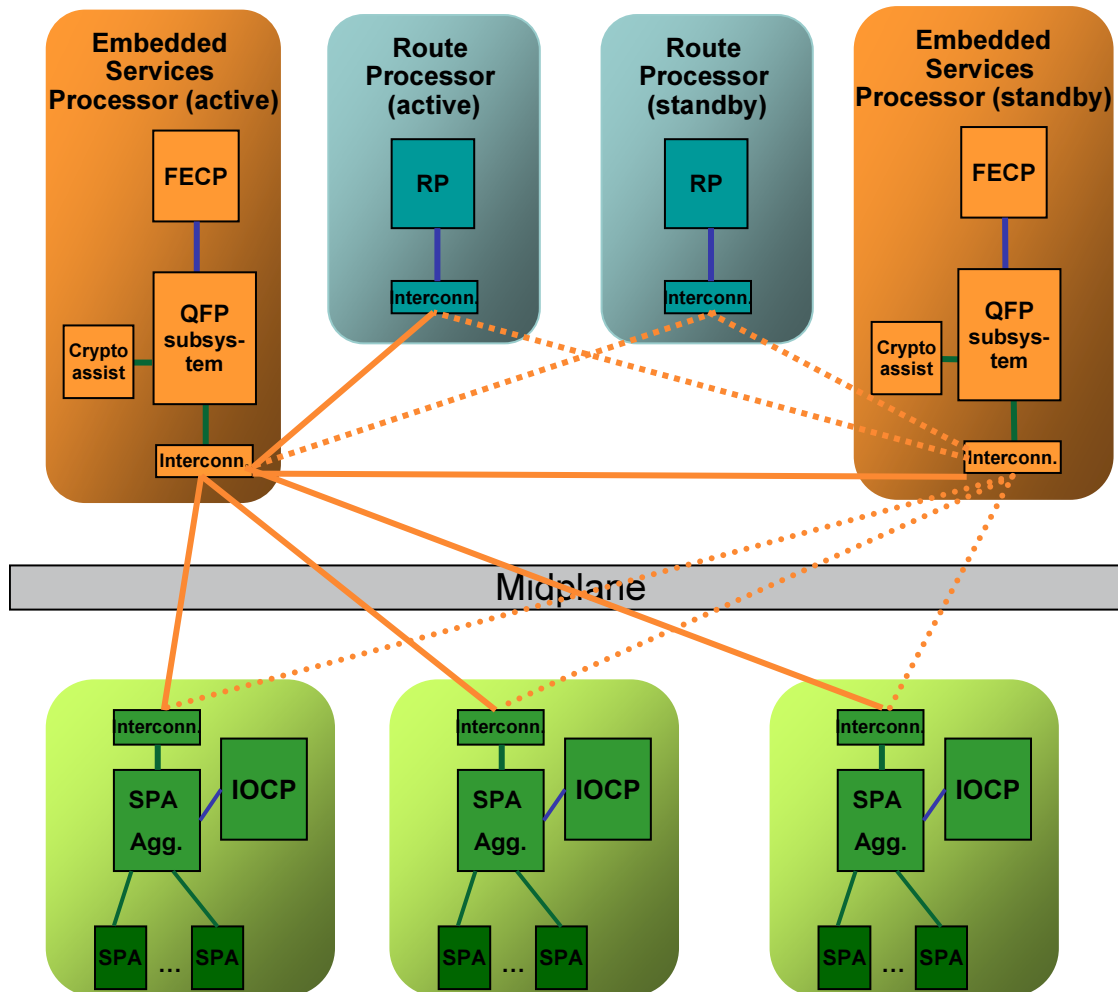 Embedded
Services
Processor (active)
FECP
QFP
subsys-
tem
Crypto
assist
Interconn.
Route
Processor
(active)
RP
Interconn.
Route
Processor
(standby)
RP
Interconn.
Embedded
Services
Processor (standby)
FECP
QFP
subsys-
tem
Crypto
assist
Interconn.
Midplane
Interconn.
SPA
Agg.
IOCP
SPA
...
SPA
Interconn.
SPA
Agg.
IOCP
SPA
...
SPA
Interconn.
SPA
Agg.
IOCP
SPA
...
SPA